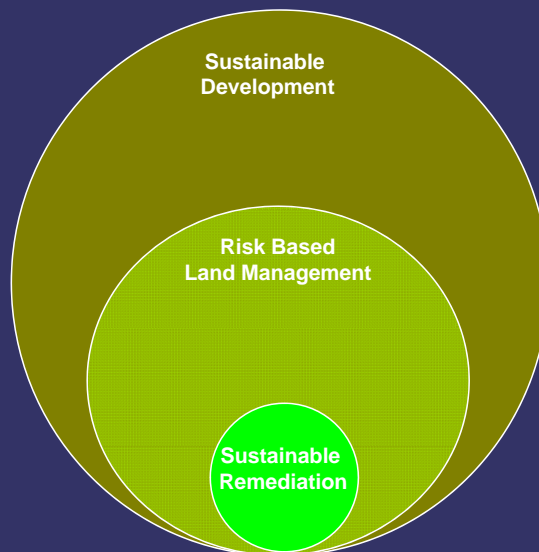 Sustainable
Development
Risk Based
Land Management
Sustainable
Remediation